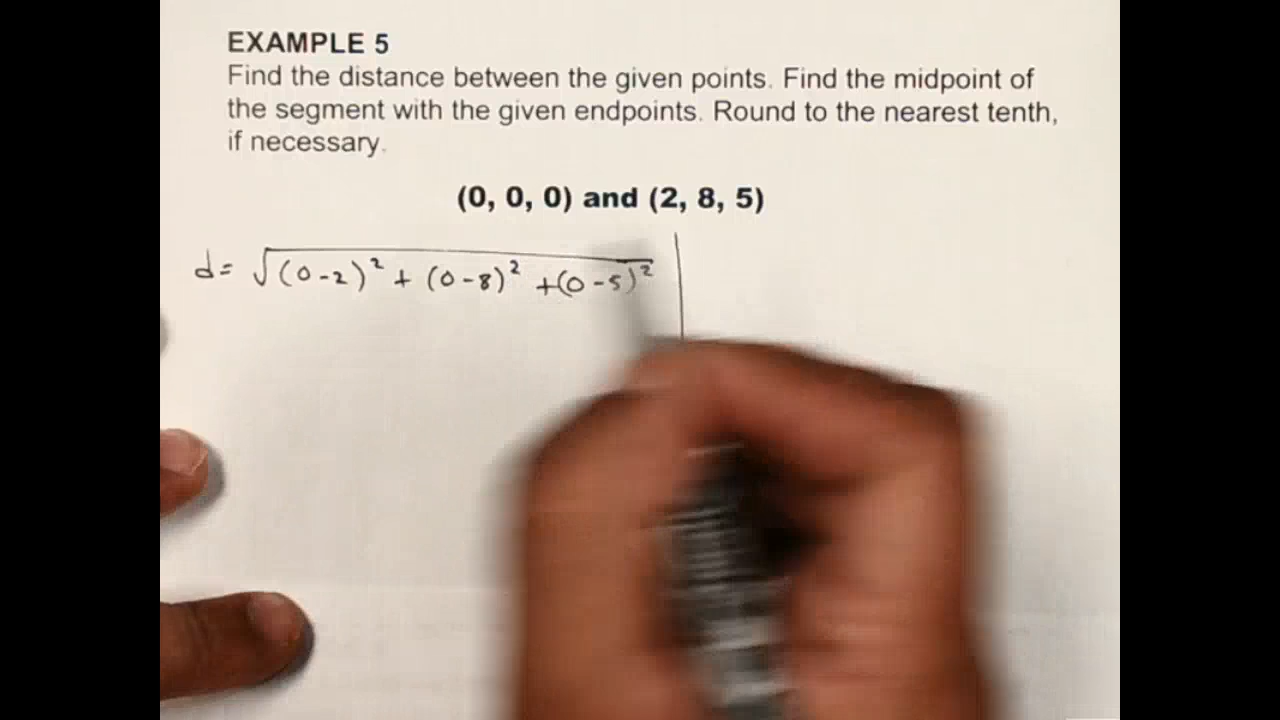 EXAMPLE 5
Find the distance between the given points. Find the midpoint of
the segment with the given endpoints. Round to the nearest tenth,
if necessary.
(0, 0, 0) and (2, 8, 5)
d = √(0-2)² + (0-8)² + (0-5)²